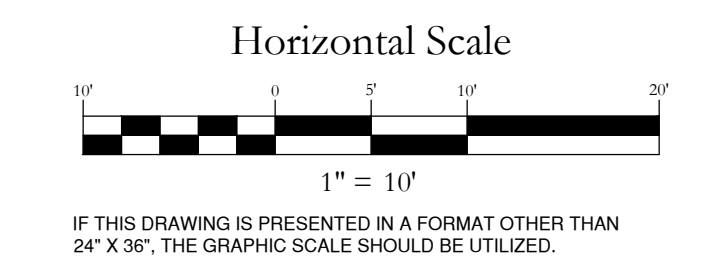 Horizontal Scale
10' 0 5' 10' 20'
1" = 10'
IF THIS DRAWING IS PRESENTED IN A FORMAT OTHER THAN
24" X 36", THE GRAPHIC SCALE SHOULD BE UTILIZED.